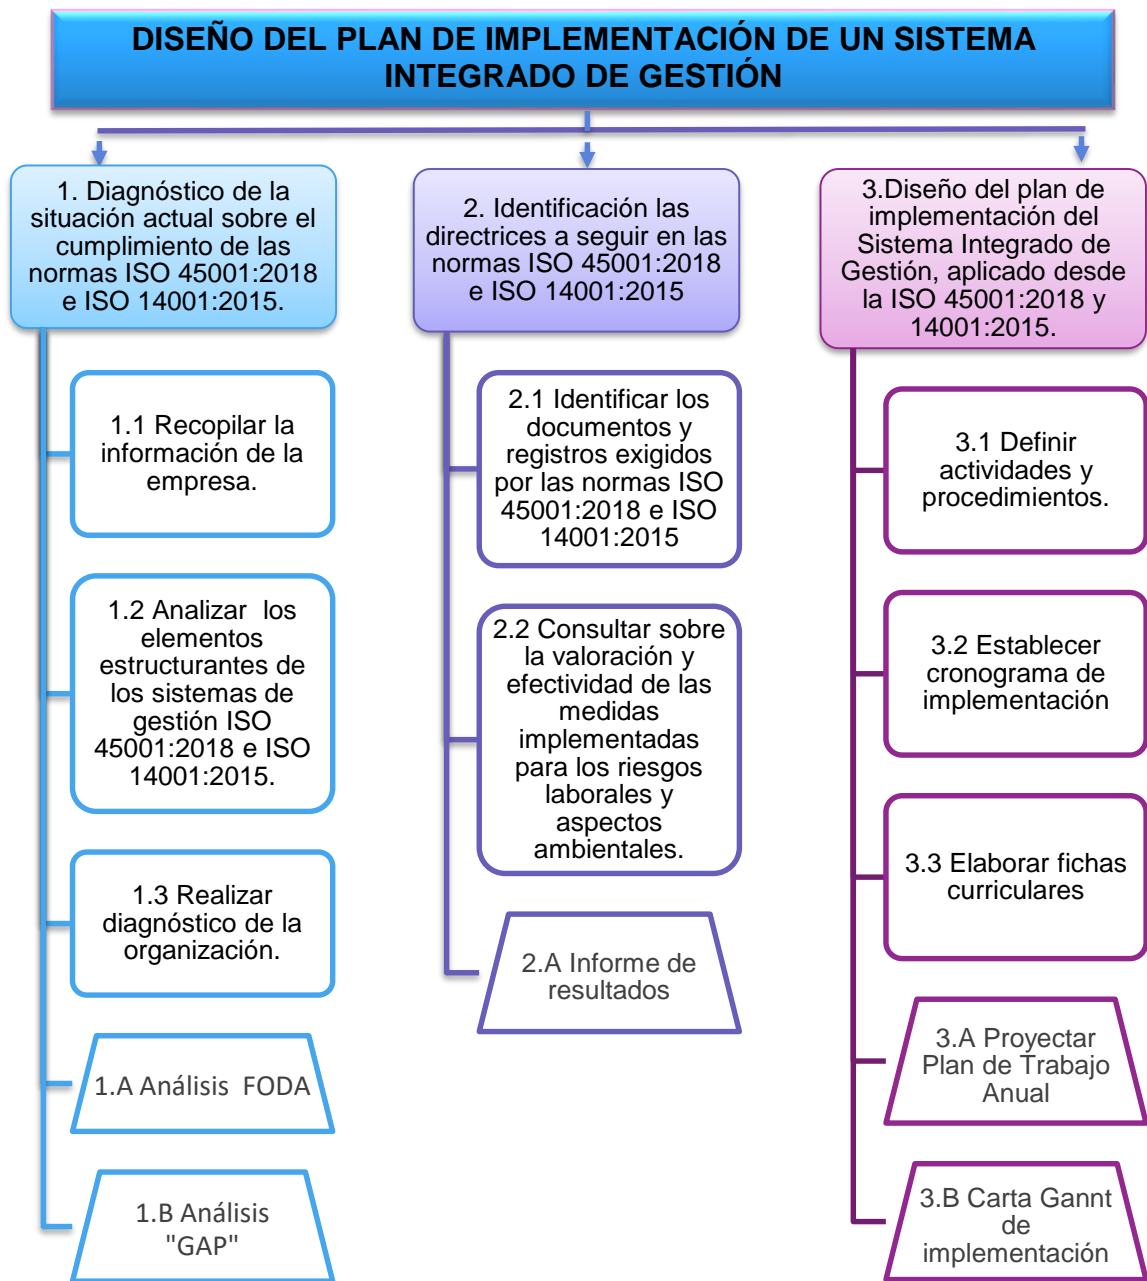 DISEÑO DEL PLAN DE IMPLEMENTACIÓN DE UN SISTEMA
INTEGRADO DE GESTIÓN
1. Diagnóstico de la
situación actual sobre el
cumplimiento de las
normas ISO 45001:2018
e ISO 14001:2015.
1.1 Recopilar la
información de la
empresa.
1.2 Analizar los
elementos
estructurantes de
los sistemas de
gestión ISO
45001:2018 e ISO
14001:2015.
1.3 Realizar
diagnóstico de la
organización.
1.A Análisis FODA
1.B Análisis
"GAP"
2. Identificación las
directrices a seguir en las
normas ISO 45001:2018
e ISO 14001:2015
2.1 Identificar los
documentos y
registros exigidos
por las normas ISO
45001:2018 e ISO
14001:2015
2.2 Consultar sobre
la valoración y
efectividad de las
medidas
implementadas
para los riesgos
laborales y
aspectos
ambientales.
2.A Informe de
resultados
3.Diseño del plan de
implementación del
Sistema Integrado de
Gestión, aplicado desde
la ISO 45001:2018 y
14001:2015.
3.1 Definir
actividades y
procedimientos.
3.2 Establecer
cronograma de
implementación
3.3 Elaborar fichas
curriculares
3.A Proyectar
Plan de Trabajo
Anual
3.B Carta Gannt
de
implementación